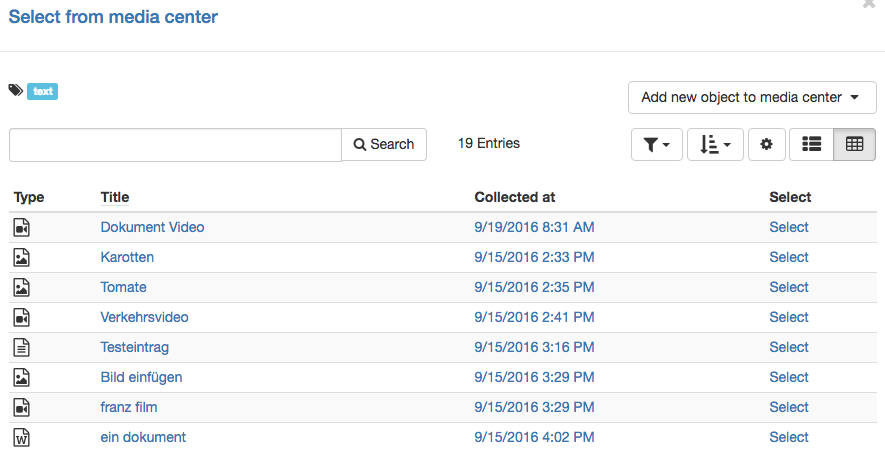 Select from media center
text
Add new object to media center
Search
19 Entries
Type Title Collected at Select
Dokument Video 9/19/2016 8:31 AM Select
Karotten 9/15/2016 2:33 PM Select
Tomate 9/15/2016 2:35 PM Select
Verkehrsvideo 9/15/2016 2:41 PM Select
Testeintrag 9/15/2016 3:16 PM Select
Bild einfügen 9/15/2016 3:29 PM Select
franz film 9/15/2016 3:29 PM Select
W ein dokument 9/15/2016 4:02 PM Select